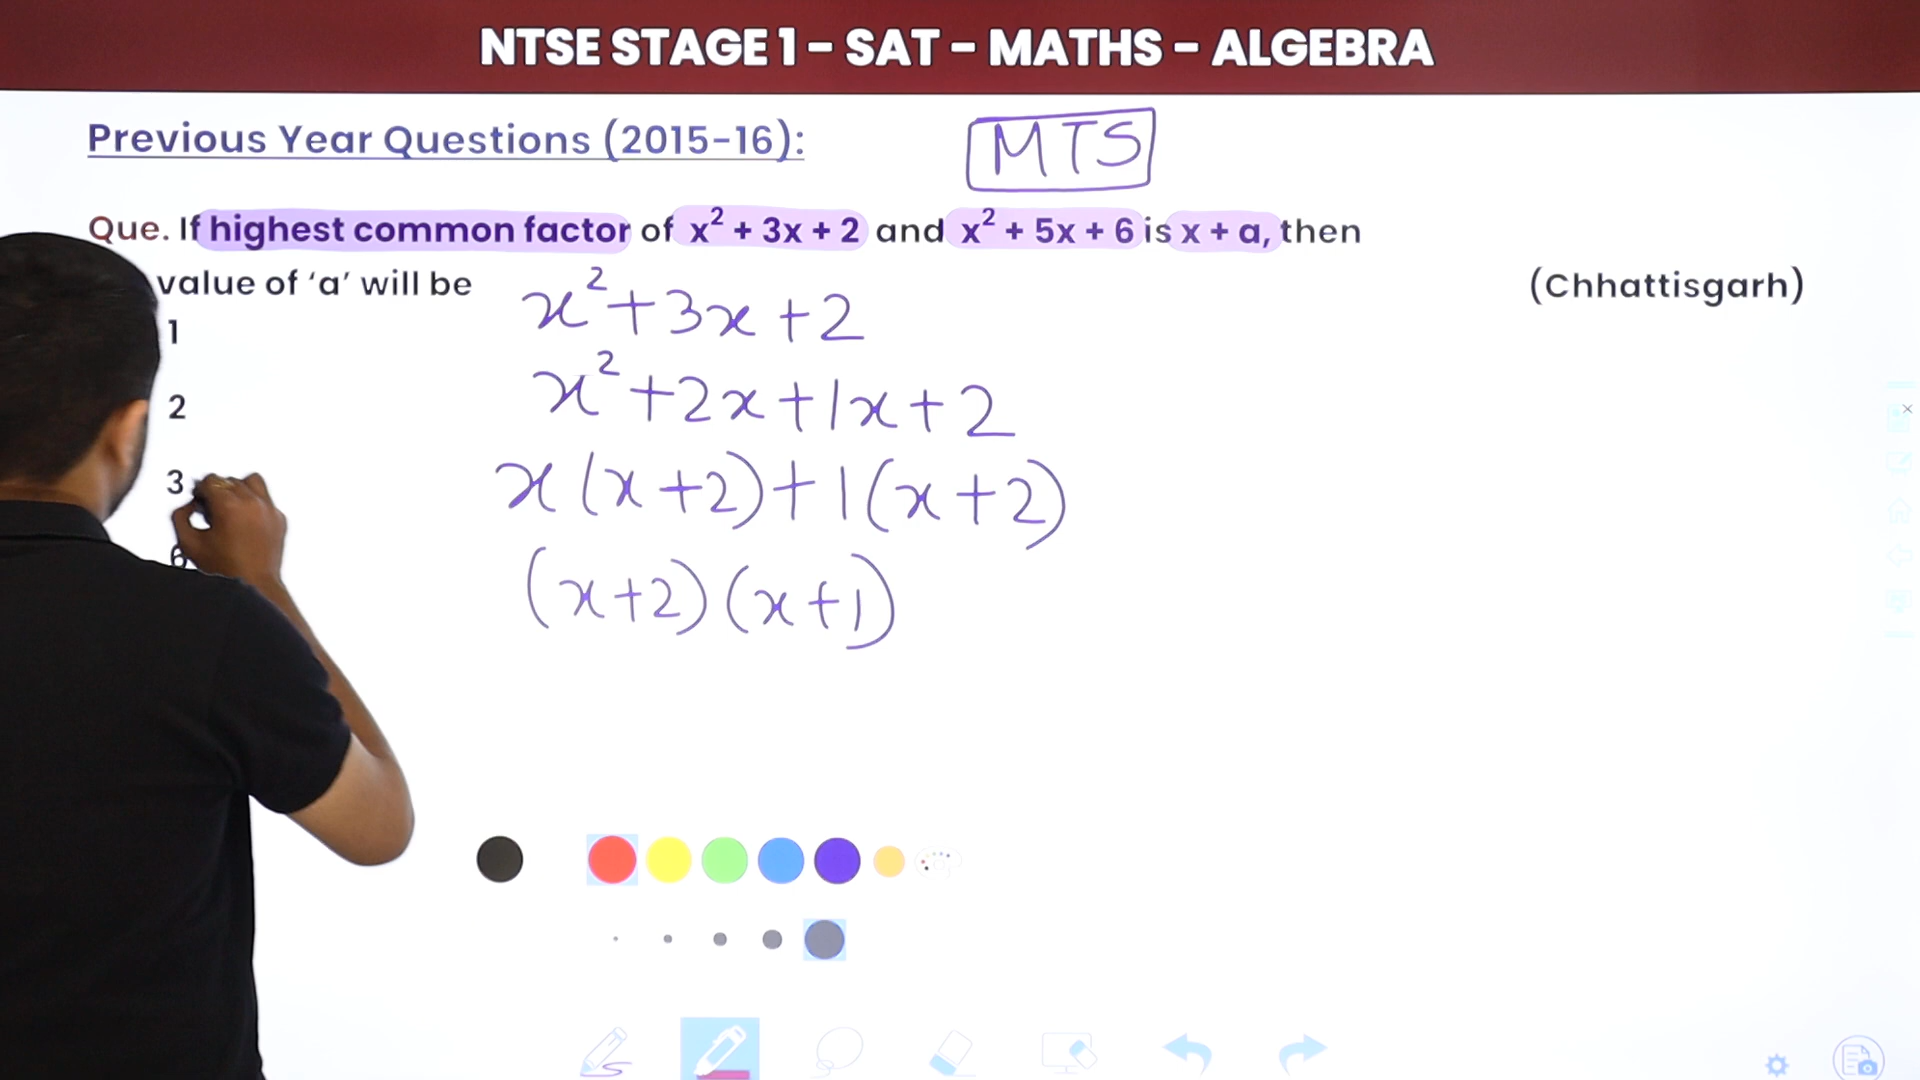 NTSE STAGE 1 – SAT – MATHS – ALGEBRA
Previous Year Questions (2015-16):
MTS
Que. If highest common factor of x² + 3x + 2 and x² + 5x + 6 is x + a, then
value of ‘a’ will be
(Chhattisgarh)
1
2
3
6
x²+3x+2
x²+2x+1x+2
x(x+2)+1(x+2)
(x+2)(x+1)